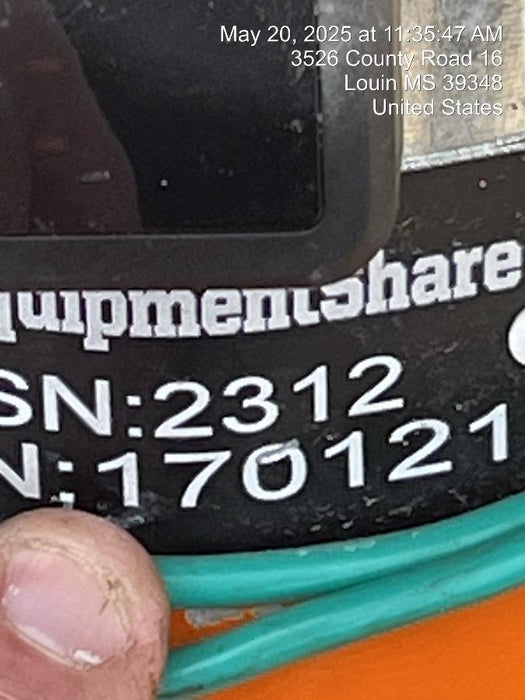 May 20, 2025 at 11:35:47 AM
3526 County Road 16
Louin MS 39348
United States
quipmentShare
SN:2312
N:170121